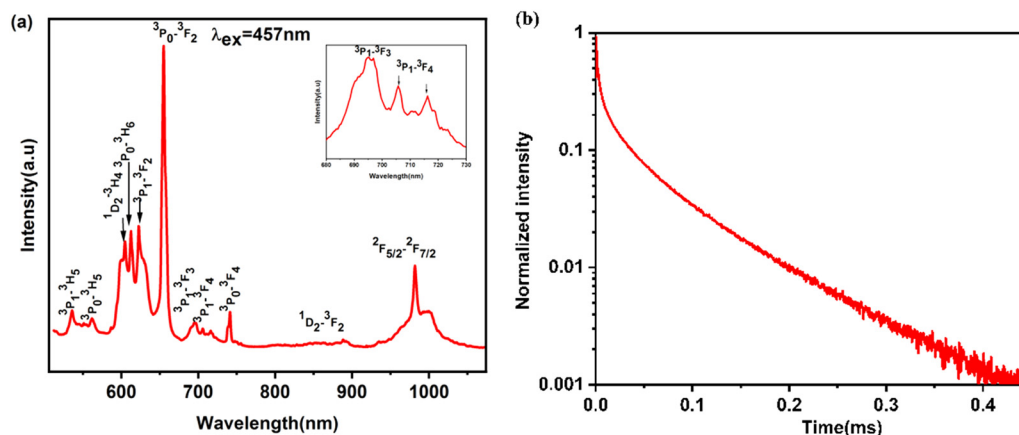 (a)
³P₀-³F₂
λex=457nm
¹D₂-³H₄
³P₀-³H₆
³P₁-³F₂
³P₁-³H₅
³P₀-³H₅
³P₁-³F₃
³P₁-³F₄
³P₀-³F₄
¹D₂-³F₂
²F₅/₂-²F₇/₂
Intensity(a.u)
600 700 800 900 1000
Wavelength(nm)
³P₁-³F₃
³P₁-³F₄
Intensity(a.u)
680 690 700 710 720 730
Wavelength(nm)
(b)
Normalized intensity
1
0.1
0.01
0.001
0.0 0.1 0.2 0.3 0.4
Time(ms)